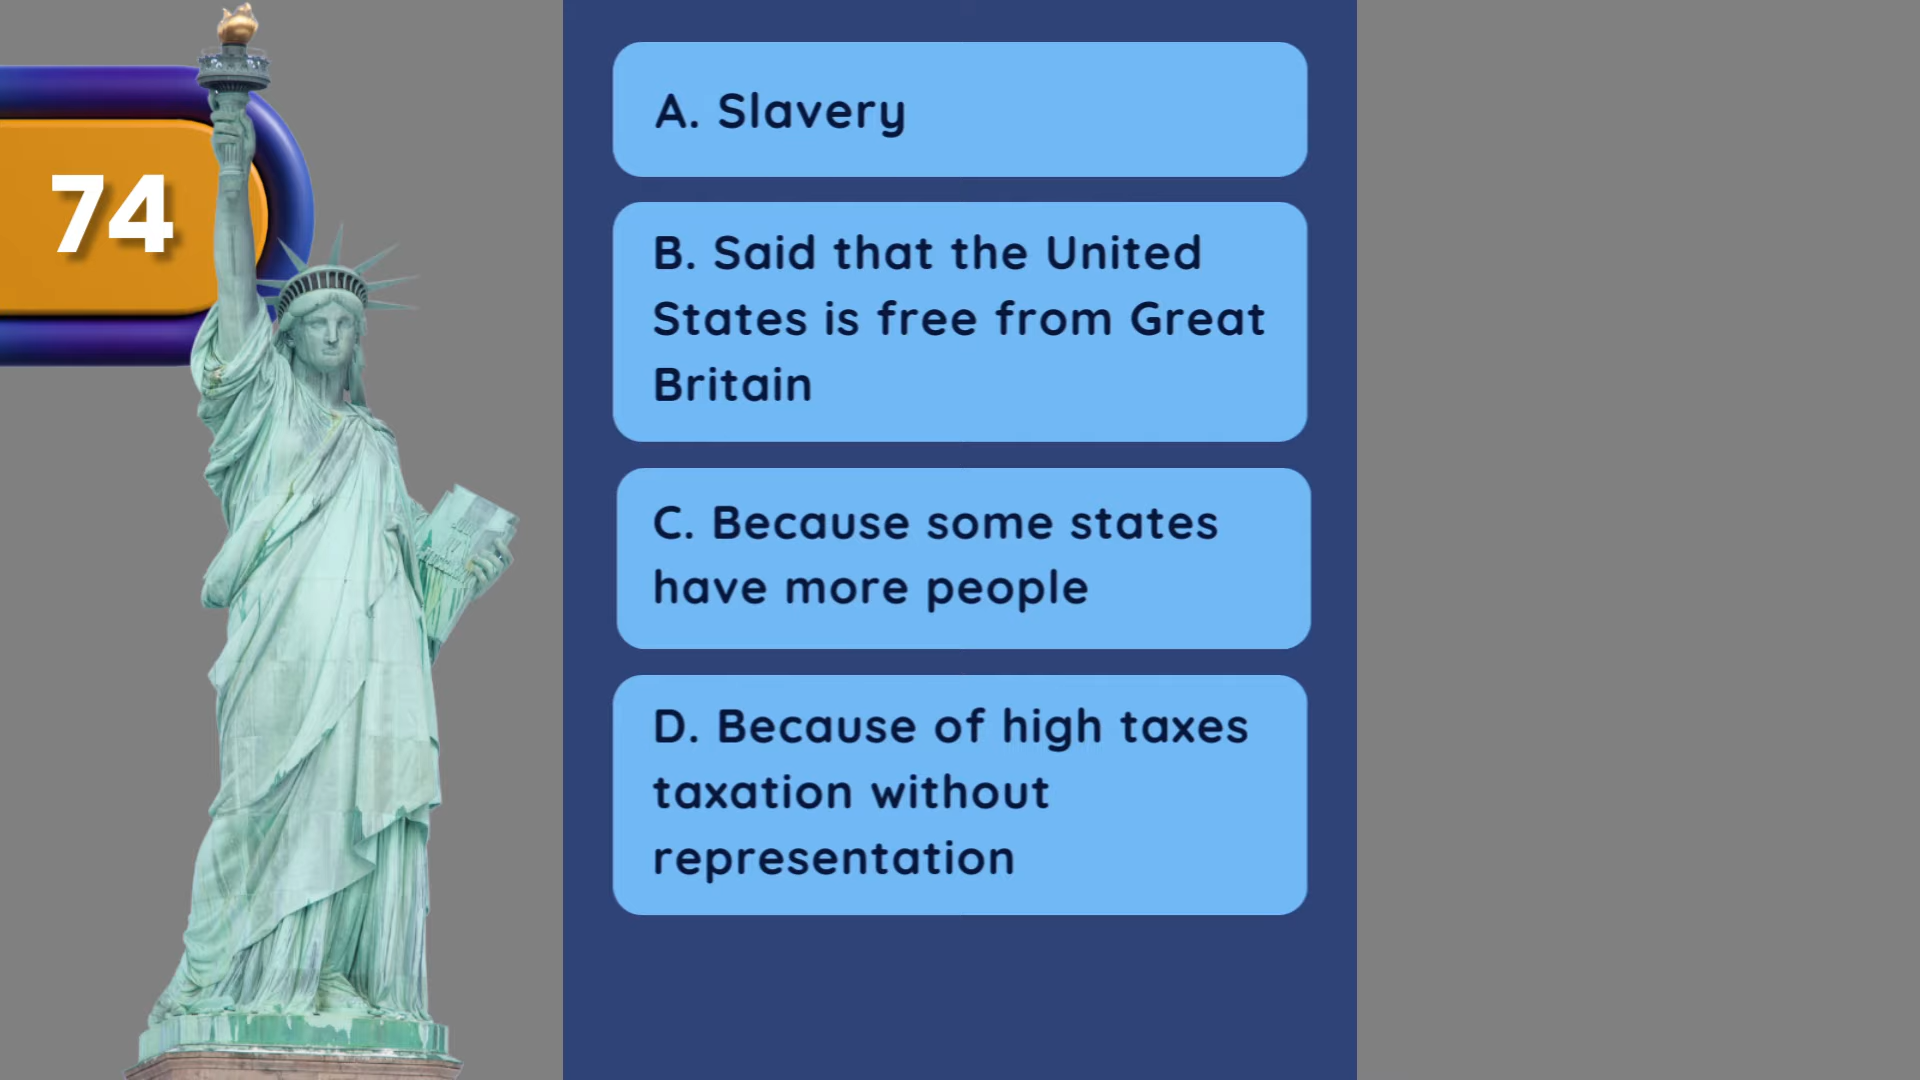 74
A. Slavery
B. Said that the United
States is free from Great
Britain
C. Because some states
have more people
D. Because of high taxes
taxation without
representation